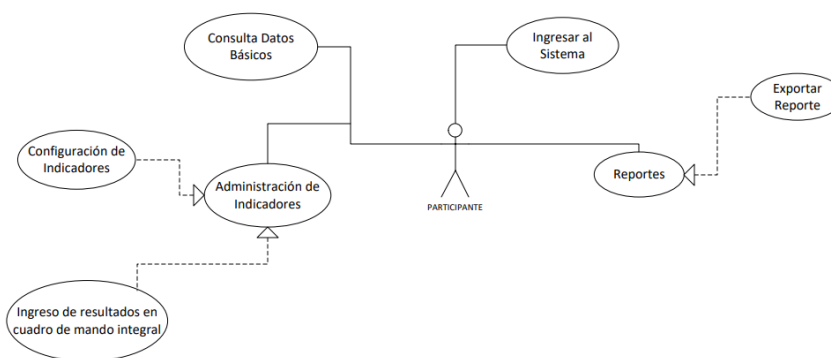 Consulta Datos
Básicos
Ingresar al
Sistema
Exportar
Reporte
Configuración de
Indicadores
Administración de
Indicadores
Reportes
PARTICIPANTE
Ingreso de resultados en
cuadro de mando integral